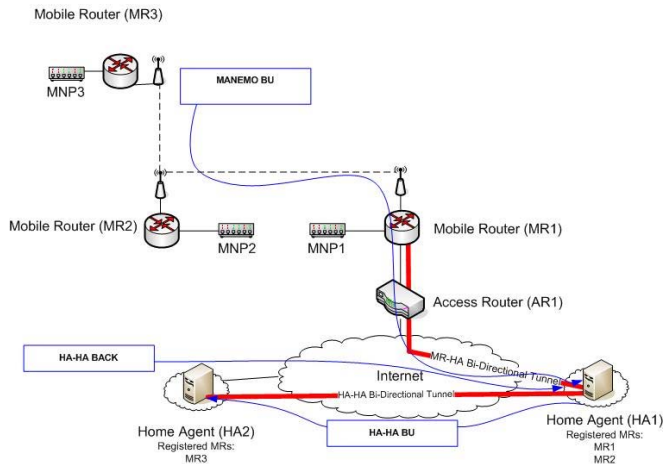 Mobile Router (MR3)
MNP3
MANEMO BU
Mobile Router (MR2)
MNP2
MNP1
Mobile Router (MR1)
Access Router (AR1)
HA-HA BACK
MR-HA Bi-Directional Tunnel
Internet
HA-HA Bi-Directional Tunnel
Home Agent (HA2)
Registered MRs:
MR3
HA-HA BU
Home Agent (HA1)
Registered MRs:
MR1
MR2